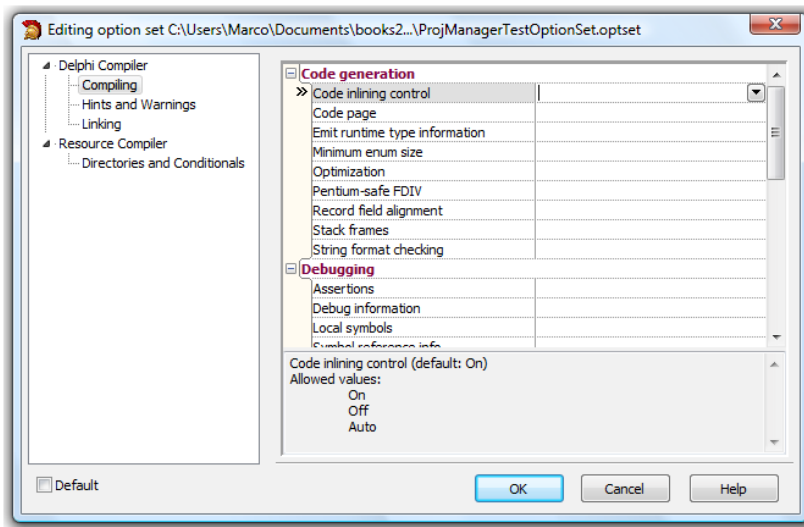 Editing option set C:\Users\Marco\Documents\books2...\ProjManagerTestOptionSet.optset
Delphi Compiler
Compiling
Hints and Warnings
Linking
Resource Compiler
Directories and Conditionals
Code generation
Code inlining control
Code page
Emit runtime type information
Minimum enum size
Optimization
Pentium-safe FDIV
Record field alignment
Stack frames
String format checking
Debugging
Assertions
Debug information
Local symbols
Symbol reference info
Code inlining control (default: On)
Allowed values:
On
Off
Auto
Default
OK
Cancel
Help